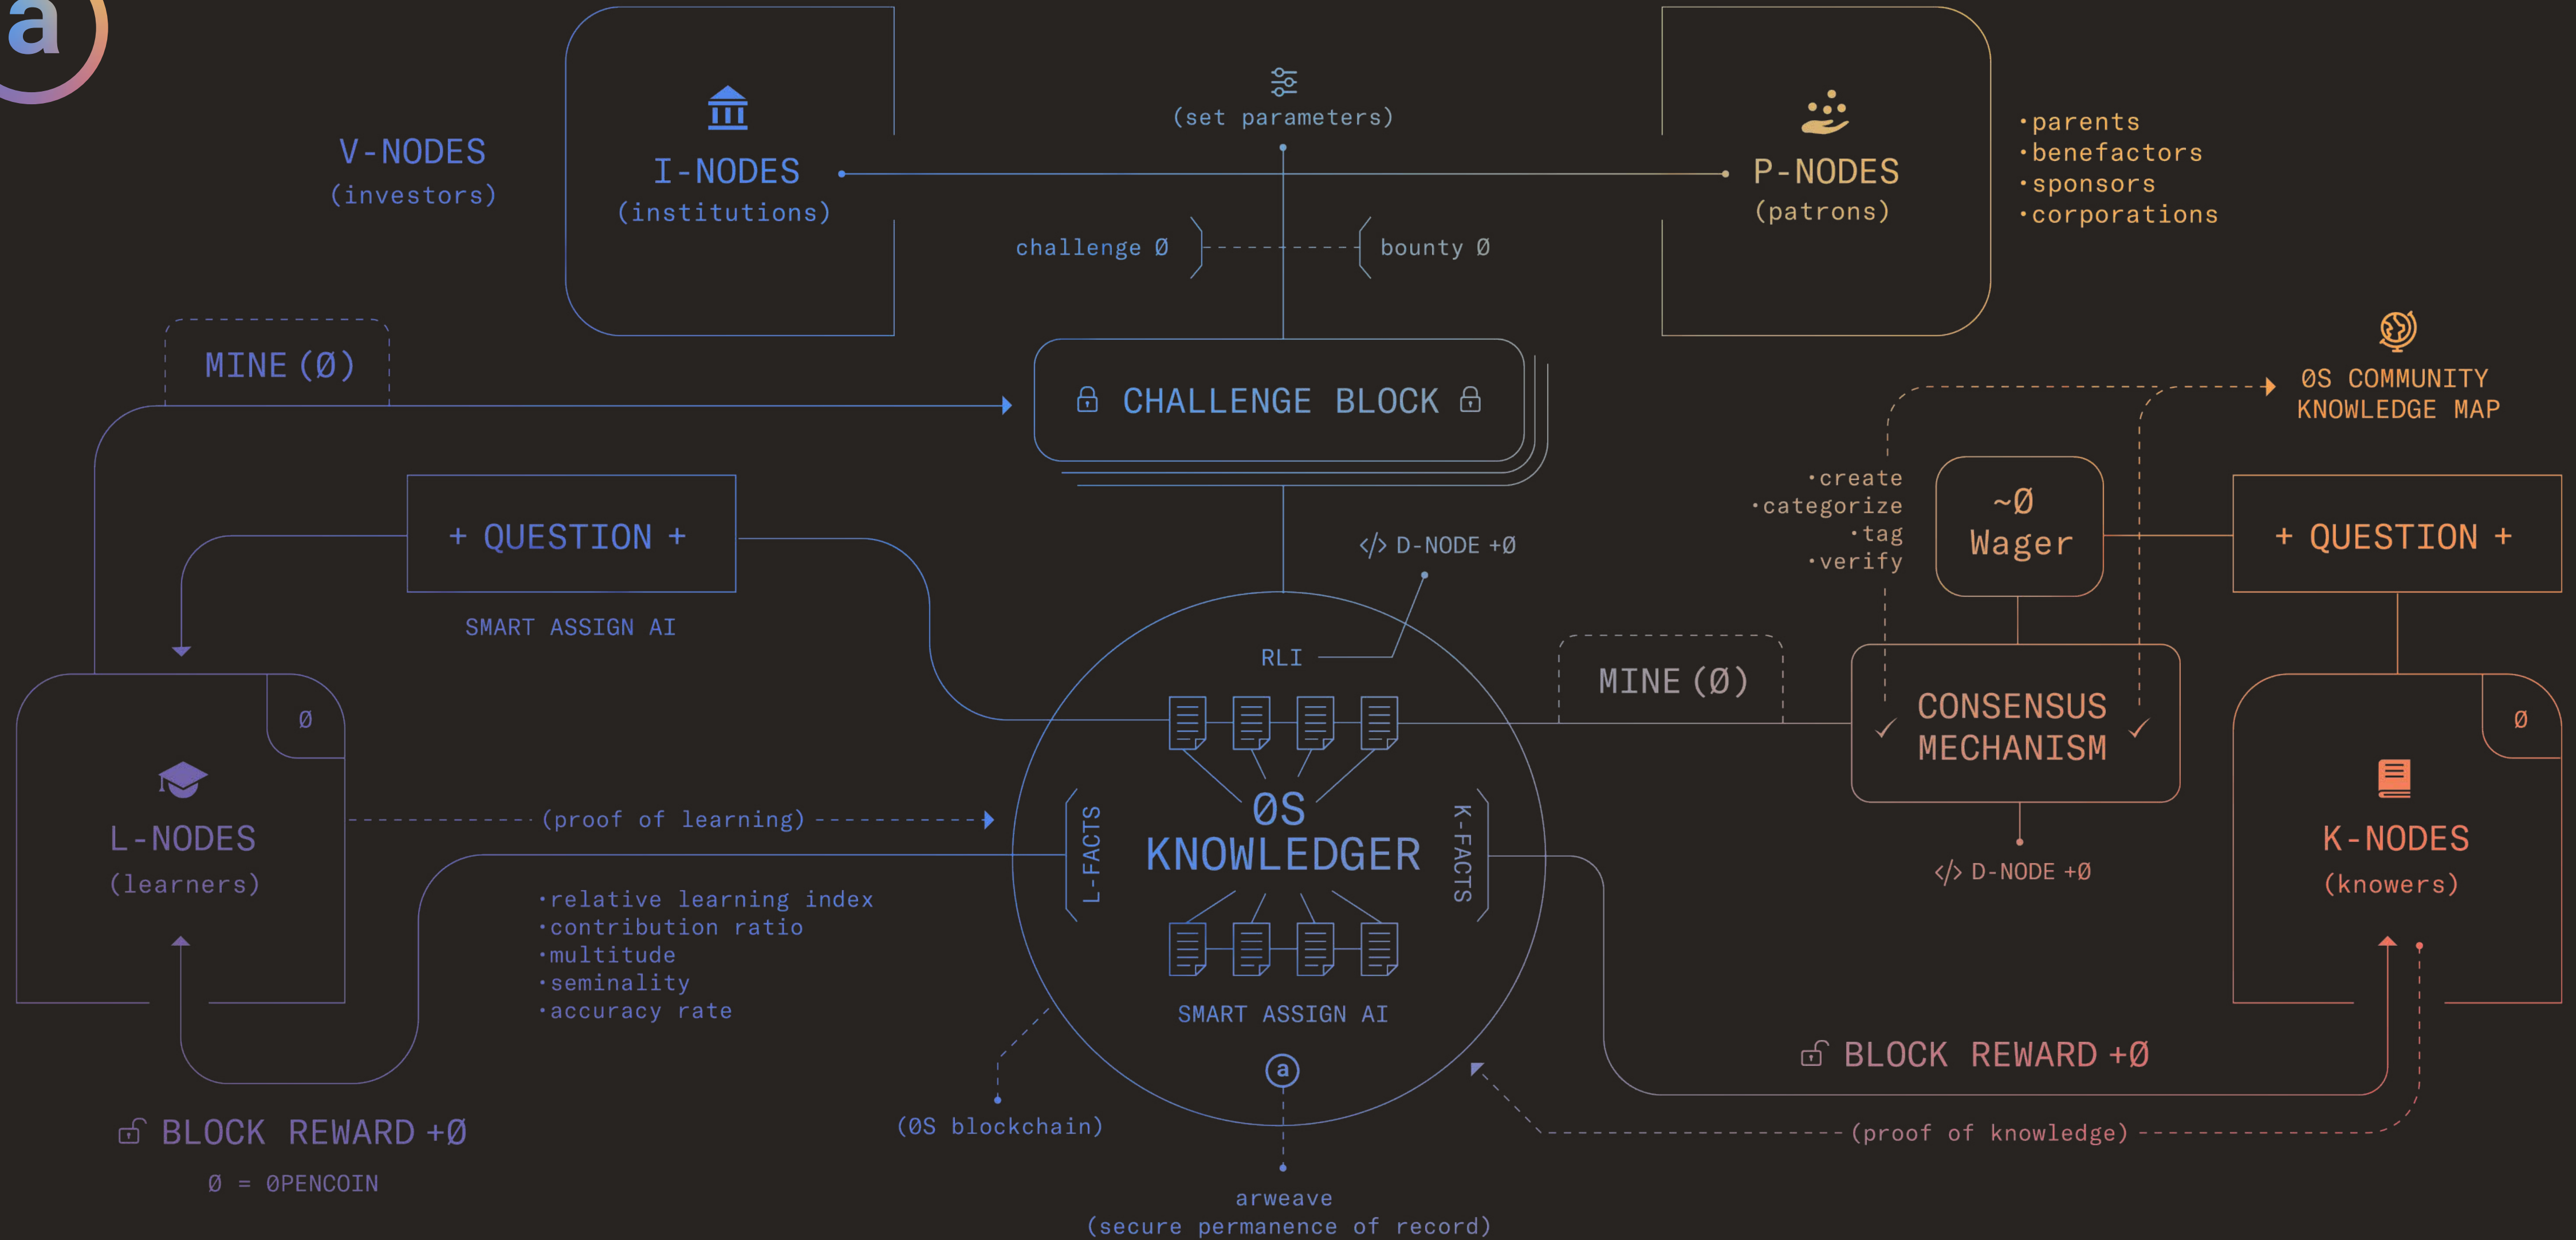 a
V-NODES
(investors)
I-NODES
(institutions)
(set parameters)
P-NODES
(patrons)
·parents
·benefactors
·sponsors
·corporations
challenge Ø
bounty Ø
MINE (Ø)
CHALLENGE BLOCK
ØS COMMUNITY
KNOWLEDGE MAP
+ QUESTION +
SMART ASSIGN AI
</> D-NODE +Ø
·create
·categorize
·tag
·verify
~Ø
Wager
+ QUESTION +
RLI
MINE (Ø)
CONSENSUS
MECHANISM
</> D-NODE +Ø
Ø
L-NODES
(learners)
(proof of learning)
L-FACTS
ØS
KNOWLEDGER
K-FACTS
Ø
K-NODES
(knowers)
·relative learning index
·contribution ratio
·multitude
·seminality
·accuracy rate
SMART ASSIGN AI
a
(ØS blockchain)
BLOCK REWARD +Ø
(proof of knowledge)
BLOCK REWARD +Ø
Ø = ØPENCOIN
arweave
(secure permanence of record)